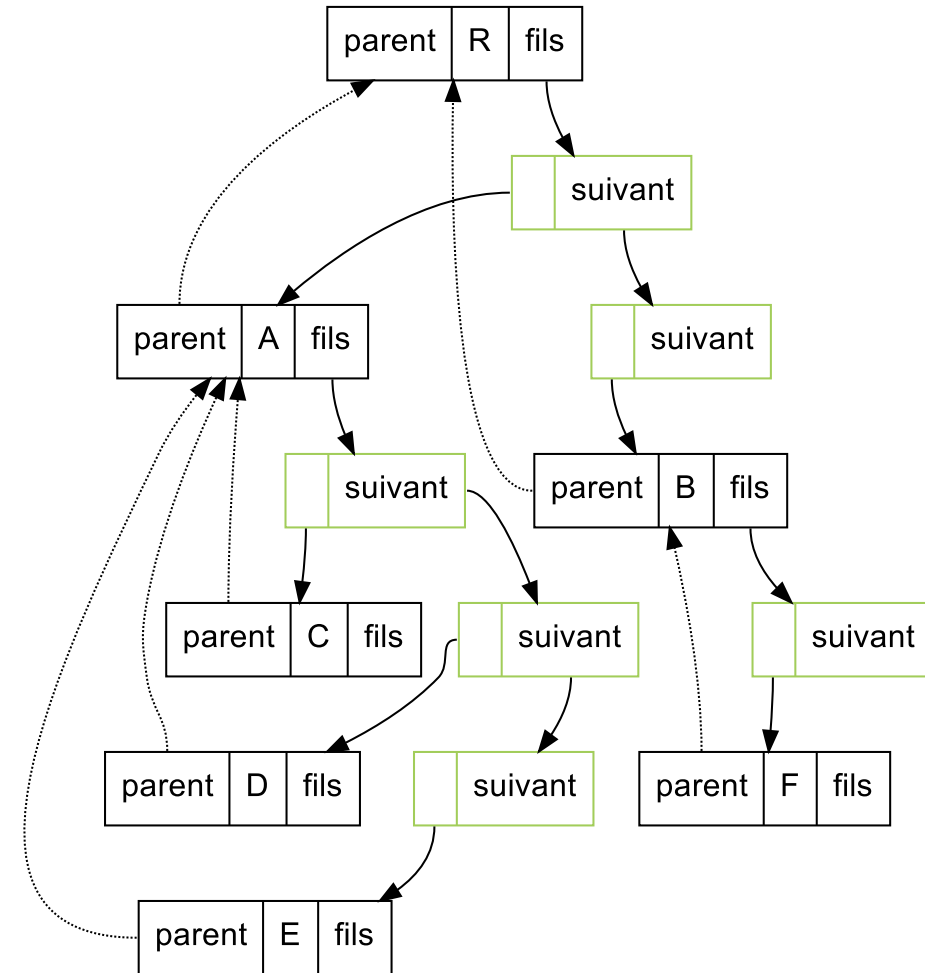 parent R fils
suivant
parent A fils
suivant
suivant
parent B fils
parent C fils
suivant
suivant
parent D fils
suivant
parent F fils
parent E fils